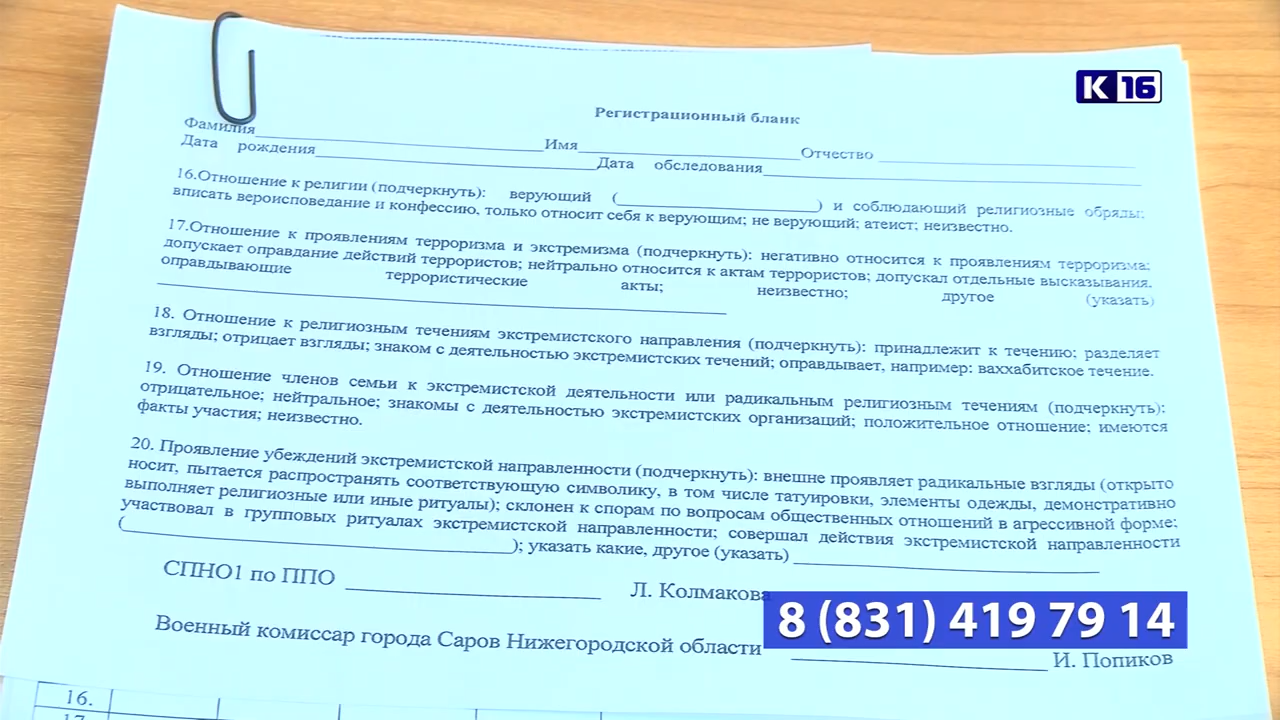 К 16
Регистрационный бланк
Фамилия Имя Отчество
Дата рождения Дата обследования
16.Отношение к религии (подчеркнуть): верующий ( ) и соблюдающий религиозные обряды;
вписать вероисповедание и конфессию, только относит себя к верующим; не верующий; атеист; неизвестно.
17.Отношение к проявлениям терроризма и экстремизма (подчеркнуть): негативно относится к проявлениям терроризма;
допускает оправдание действий террористов; нейтрально относится к актам террористов; допускал отдельные высказывания,
оправдывающие террористические акты; неизвестно; другое (указать)
18. Отношение к религиозным течениям экстремистского направления (подчеркнуть): принадлежит к течению; разделяет
взгляды; отрицает взгляды; знаком с деятельностью экстремистских течений; оправдывает, например: ваххабитское течение.
19. Отношение членов семьи к экстремистской деятельности или радикальным религиозным течениям (подчеркнуть):
отрицательное; нейтральное; знакомы с деятельностью экстремистских организаций; положительное отношение; имеются
факты участия; неизвестно.
20. Проявление убеждений экстремистской направленности (подчеркнуть): внешне проявляет радикальные взгляды (открыто
носит, пытается распространять соответствующую символику, в том числе татуировки, элементы одежды, демонстративно
выполняет религиозные или иные ритуалы); склонен к спорам по вопросам общественных отношений в агрессивной форме;
участвовал в групповых ритуалах экстремистской направленности; совершал действия экстремистской направленности
( ); указать какие, другое (указать)
СПНО1 по ППО Л. Колмакова
8 (831) 419 79 14
Военный комиссар города Саров Нижегородской области И. Попиков
16.
17.